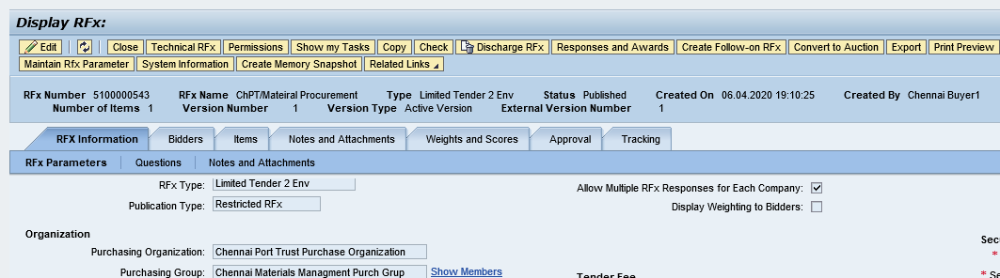 Display RFx:
Edit Close Technical RFx Permissions Show my Tasks Copy Check Discharge RFx Responses and Awards Create Follow-on RFx Convert to Auction Export Print Preview
Maintain Rfx Parameter System Information Create Memory Snapshot Related Links
RFx Number 5100000543 RFx Name ChPT/Mateiral Procurement Type Limited Tender 2 Env Status Published Created On 06.04.2020 19:10:25 Created By Chennai Buyer1
Number of Items 1 Version Number 1 Version Type Active Version External Version Number 1
RFX Information Bidders Items Notes and Attachments Weights and Scores Approval Tracking
RFx Parameters Questions Notes and Attachments
RFx Type: Limited Tender 2 Env Allow Multiple RFx Responses for Each Company:
Publication Type: Restricted RFx Display Weighting to Bidders:
Organization
Purchasing Organization: Chennai Port Trust Purchase Organization
Purchasing Group: Chennai Materials Managment Purch Grup Show Members
Tender Fee